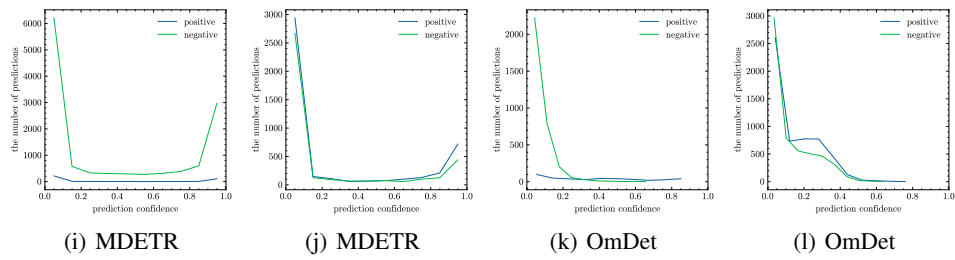 positive
negative
6000
5000
4000
3000
2000
1000
0
0.0 0.2 0.4 0.6 0.8 1.0
the number of predictions
prediction confidence
(i) MDETR
positive
negative
3000
2500
2000
1500
1000
500
0
0.0 0.2 0.4 0.6 0.8 1.0
the number of predictions
prediction confidence
(j) MDETR
positive
negative
2000
1500
1000
500
0
0.0 0.2 0.4 0.6 0.8 1.0
the number of predictions
prediction confidence
(k) OmDet
positive
negative
3000
2500
2000
1500
1000
500
0
0.0 0.2 0.4 0.6 0.8 1.0
the number of predictions
prediction confidence
(l) OmDet